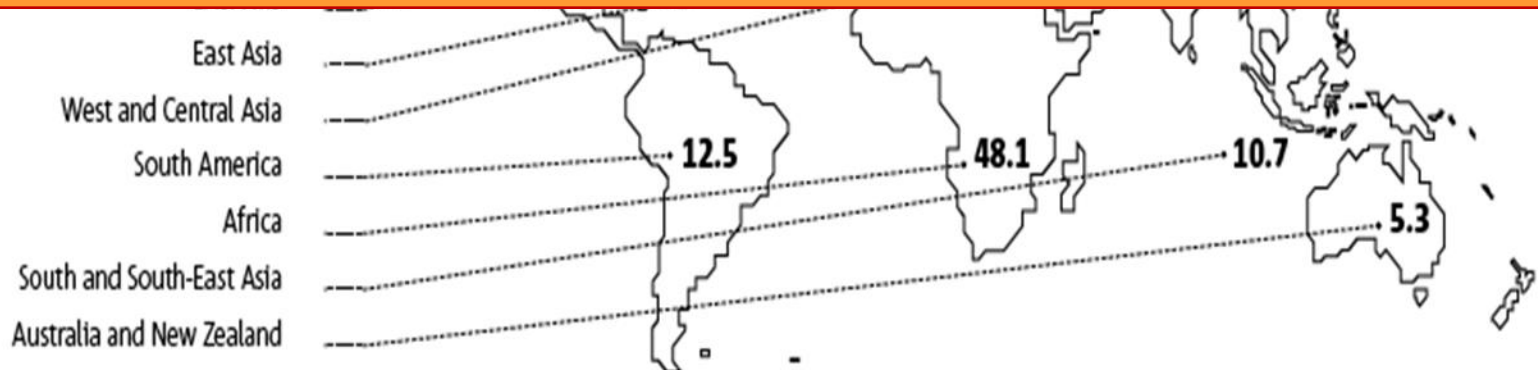 East Asia
West and Central Asia
South America
12.5
48.1
10.7
Africa
5.3
South and South-East Asia
Australia and New Zealand